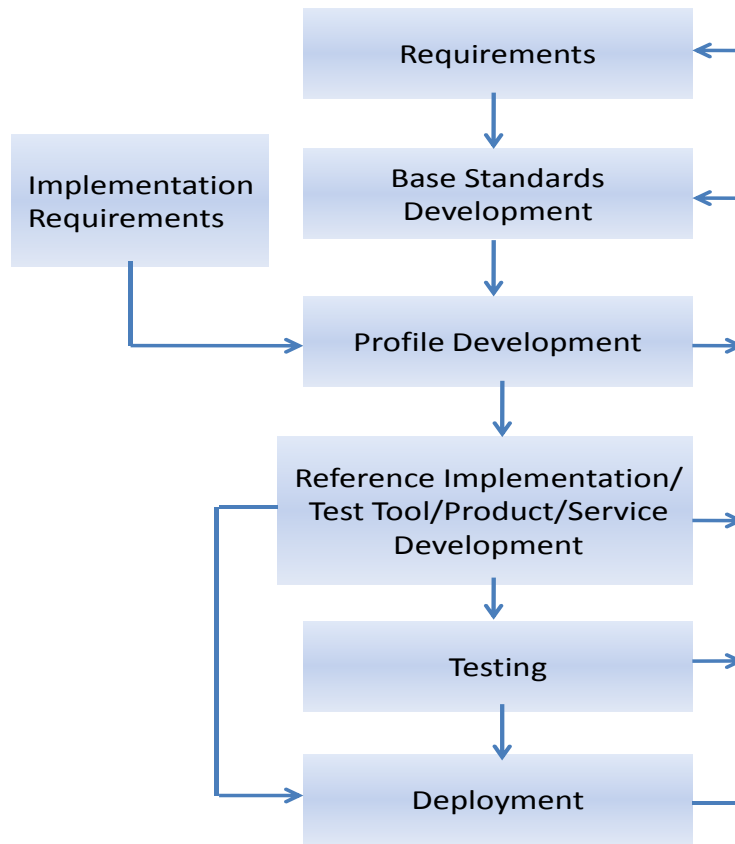 Requirements
Implementation
Requirements
Base Standards
Development
Profile Development
Reference Implementation/
Test Tool/Product/Service
Development
Testing
Deployment